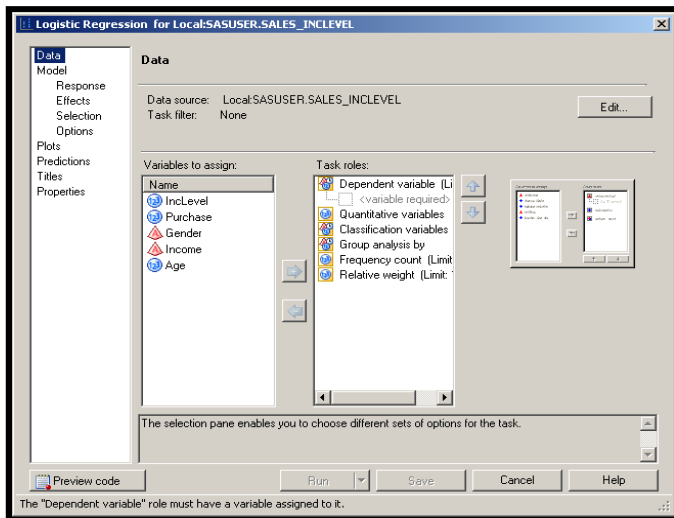 Logistic Regression for Local:SASUSER.SALES_INCLEVEL
Data
Model
Response
Effects
Selection
Options
Plots
Predictions
Titles
Properties
Data
Data source: Local:SASUSER.SALES_INCLEVEL
Task filter: None
Edit...
Variables to assign:
Name
IncLevel
Purchase
Gender
Income
Age
Task roles:
Dependent variable (Li
<variable required>
Quantitative variables
Classification variables
Group analysis by
Frequency count (Limit
Relative weight (Limit:
The selection pane enables you to choose different sets of options for the task.
Preview code
Run
Save
Cancel
Help
The "Dependent variable" role must have a variable assigned to it.